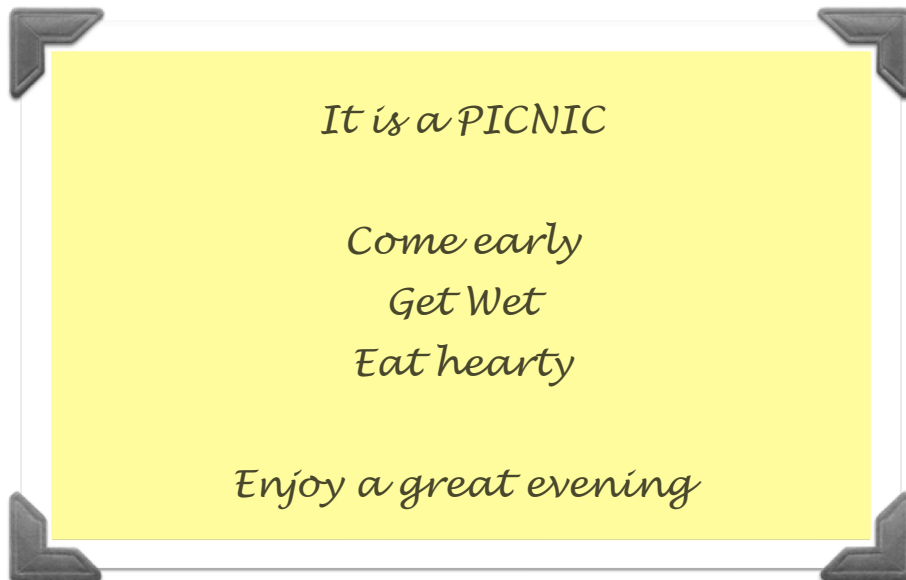 It is a PICNIC
Come early
Get Wet
Eat hearty
Enjoy a great evening